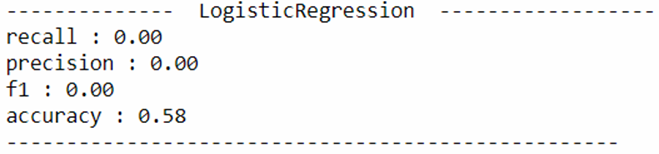 --------------  LogisticRegression  ------------------
recall : 0.00
precision : 0.00
f1 : 0.00
accuracy : 0.58
---------------------------------------------------